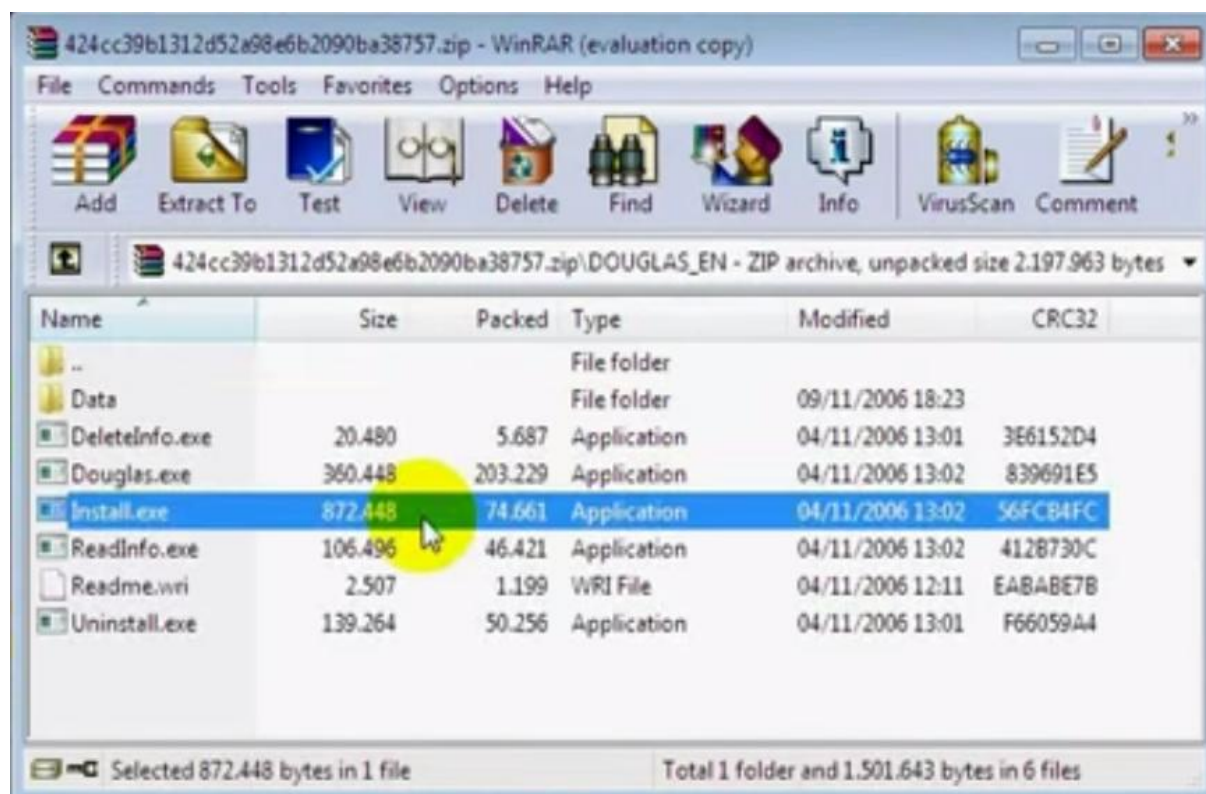 424cc39b1312d52a98e6b2090ba38757.zip - WinRAR (evaluation copy)
File Commands Tools Favorites Options Help
Add Extract To Test View Delete Find Wizard Info VirusScan Comment
424cc39b1312d52a98e6b2090ba38757.zip\DOUGLAS_EN - ZIP archive, unpacked size 2.197.963 bytes
Name Size Packed Type Modified CRC32
.. File folder
Data File folder 09/11/2006 18:23
DeleteInfo.exe 20.480 5.687 Application 04/11/2006 13:01 3E6152D4
Douglas.exe 360.448 203.229 Application 04/11/2006 13:02 839691E5
Install.exe 872.448 74.661 Application 04/11/2006 13:02 56FCB4FC
ReadInfo.exe 106.496 46.421 Application 04/11/2006 13:02 412B730C
Readme.wri 2.507 1.199 WRI File 04/11/2006 12:11 EABABE7B
Uninstall.exe 139.264 50.256 Application 04/11/2006 13:01 F66059A4
Selected 872.448 bytes in 1 file Total 1 folder and 1.501.643 bytes in 6 files